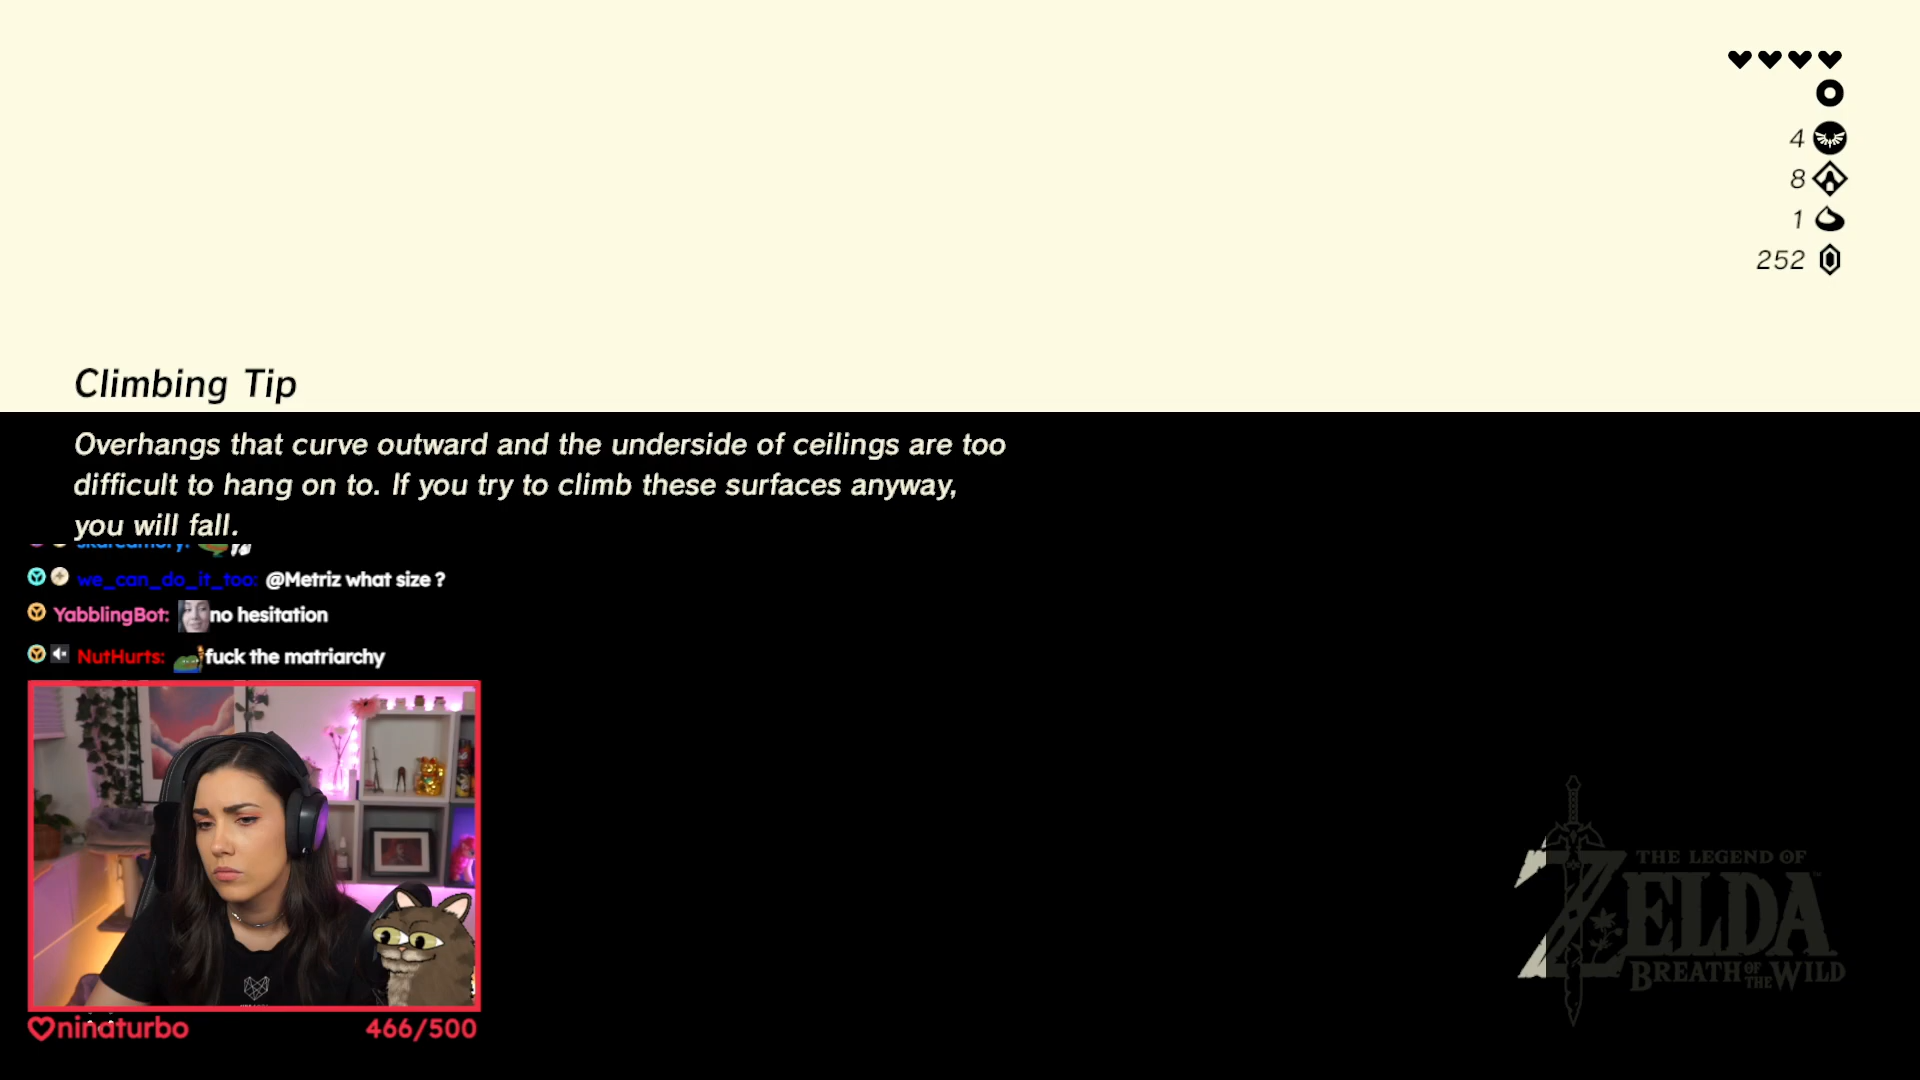 4
8
1
252
Climbing Tip
Overhangs that curve outward and the underside of ceilings are too
difficult to hang on to. If you try to climb these surfaces anyway,
you will fall.
we_can_do_it_too: @Metriz what size ?
YabblingBot: no hesitation
NutHurts: fuck the matriarchy
ninaturbo 466/500
THE LEGEND OF
ZELDA
BREATH OF THE WILD